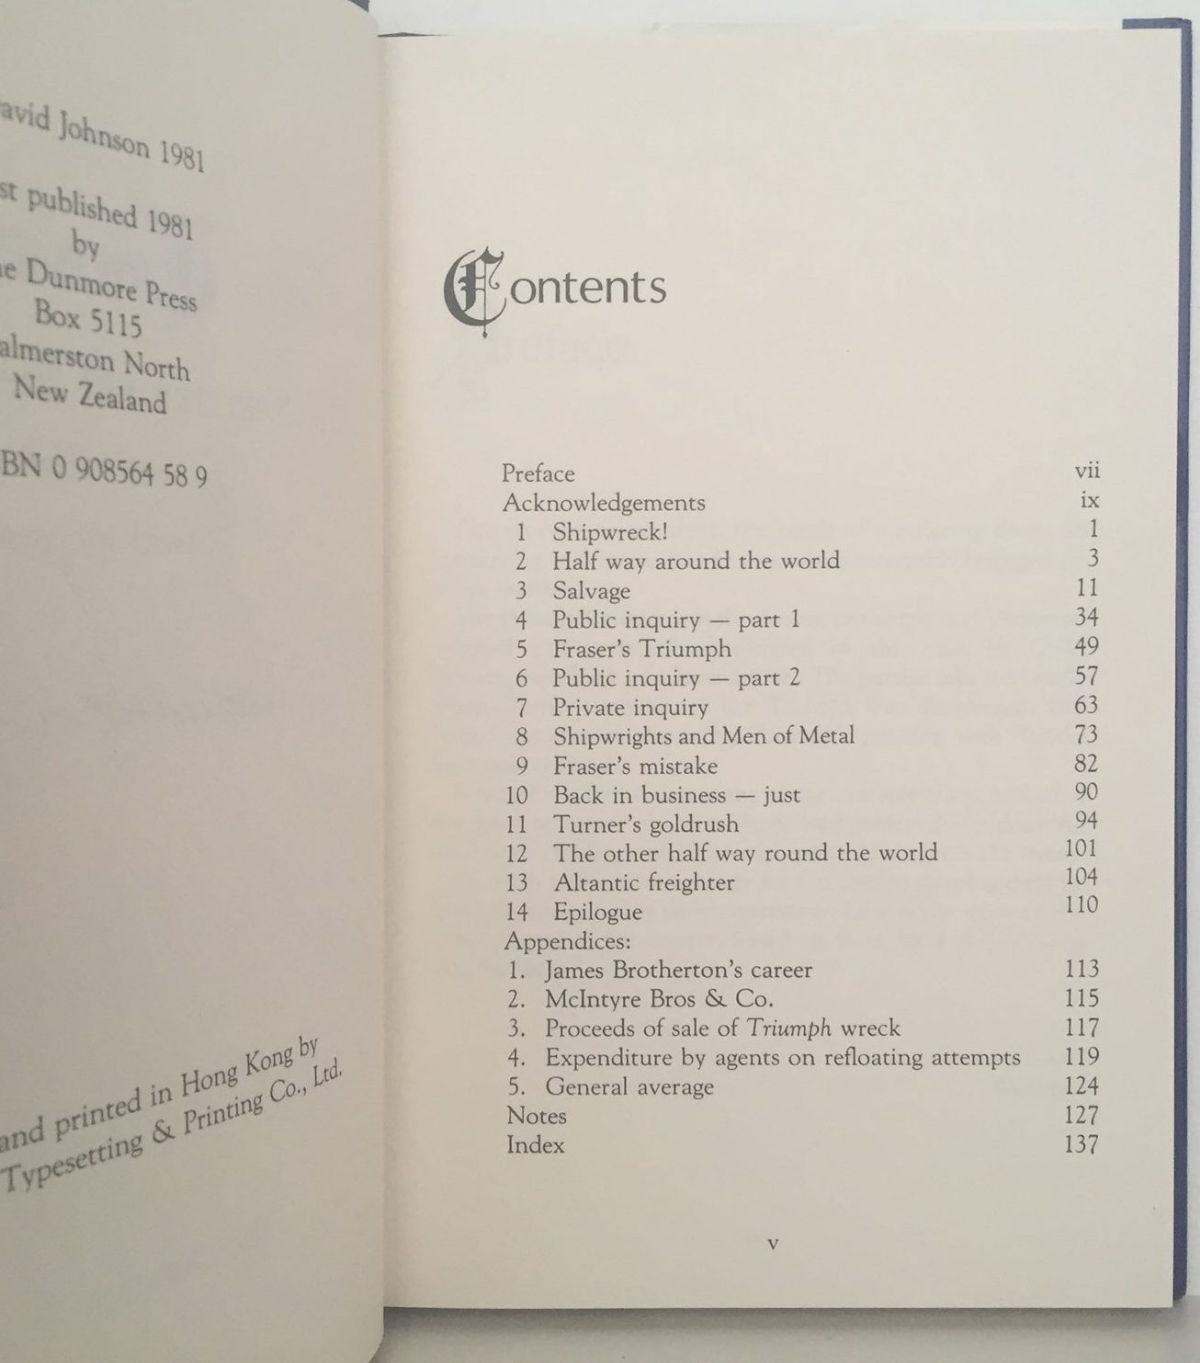 avid Johnson 1981
st published 1981
by
e Dunmore Press
Box 5115
almerston North
New Zealand
BN 0 908564 58 9
and printed in Hong Kong by
Typesetting & Printing Co., Ltd.
Contents
Preface vii
Acknowledgements ix
1 Shipwreck! 1
2 Half way around the world 3
3 Salvage 11
4 Public inquiry — part 1 34
5 Fraser's Triumph 49
6 Public inquiry — part 2 57
7 Private inquiry 63
8 Shipwrights and Men of Metal 73
9 Fraser's mistake 82
10 Back in business — just 90
11 Turner's goldrush 94
12 The other half way round the world 101
13 Altantic freighter 104
14 Epilogue 110
Appendices:
1. James Brotherton's career 113
2. McIntyre Bros & Co. 115
3. Proceeds of sale of Triumph wreck 117
4. Expenditure by agents on refloating attempts 119
5. General average 124
Notes 127
Index 137
v